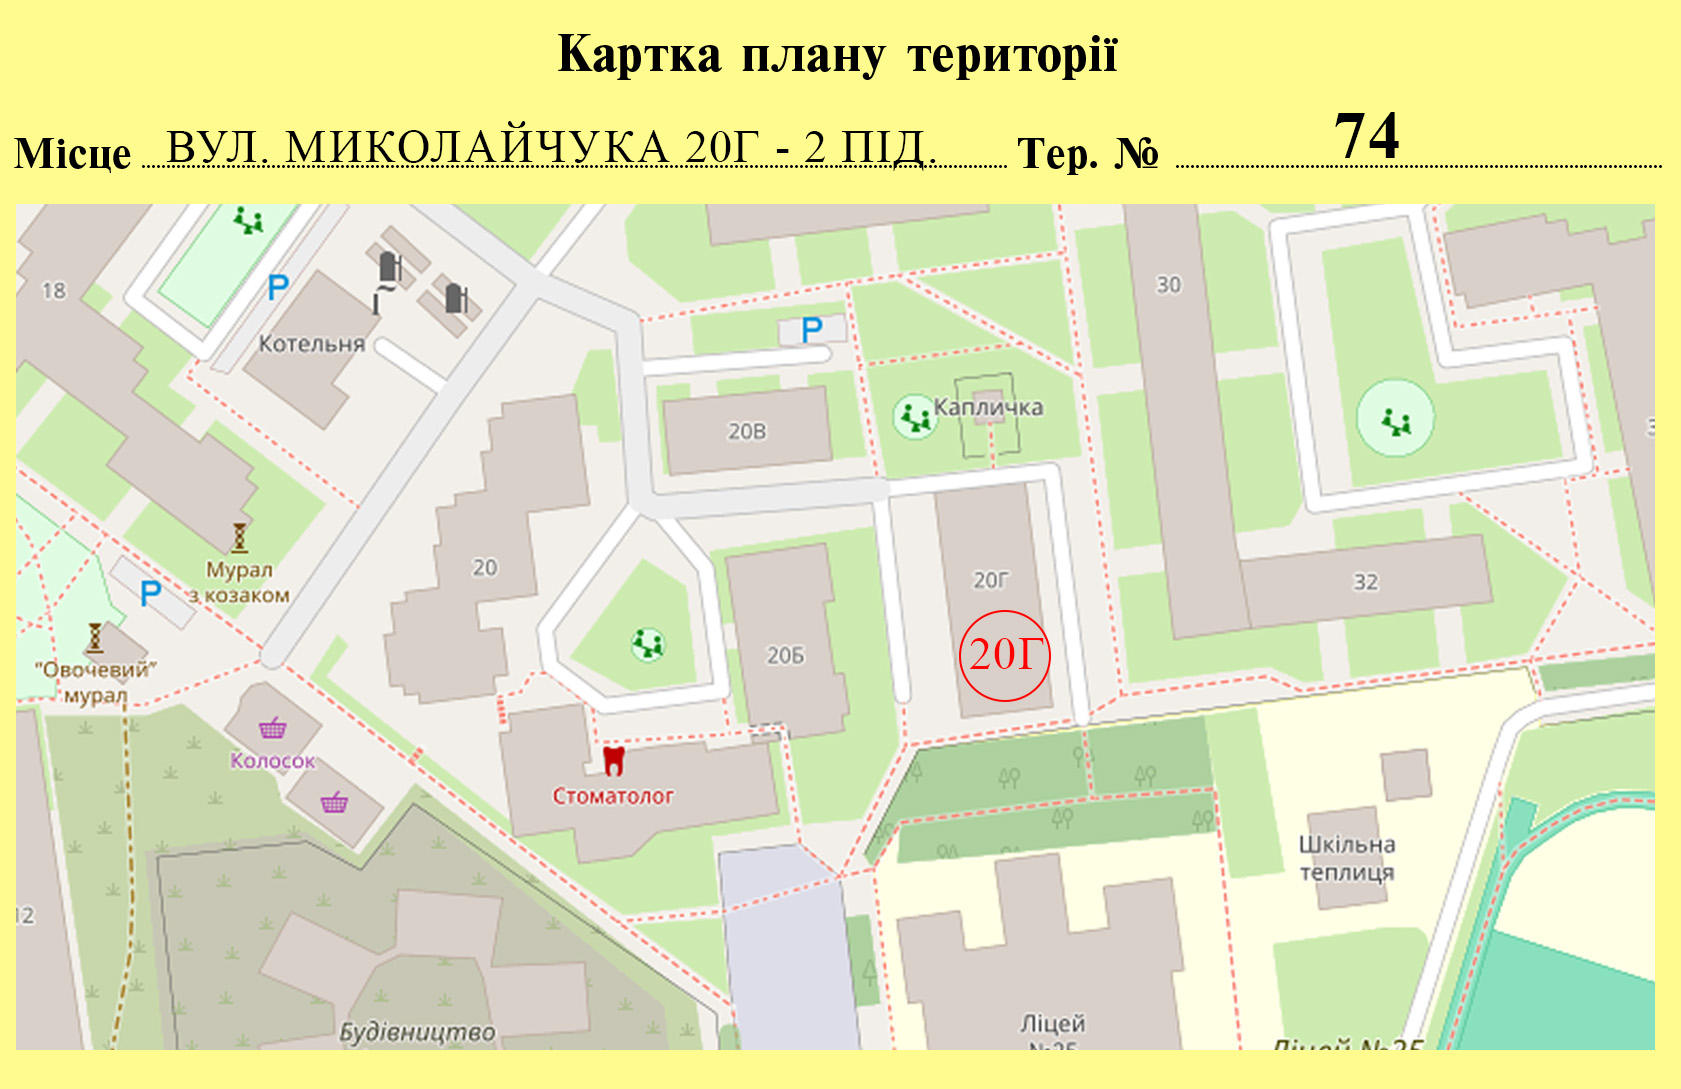 Картка плану території
Місце ВУЛ. МИКОЛАЙЧУКА 20Г - 2 ПІД. Тер. № 74
18
P
Котельня
P
30
Капличка
20В
Мурал
з козаком
P
20
20Г
32
20Г
20Б
"Овочевий"
мурал
Колосок
Стоматолог
Шкільна
теплиця
12
Будівництво
Ліцей
№25
Ліцей №25